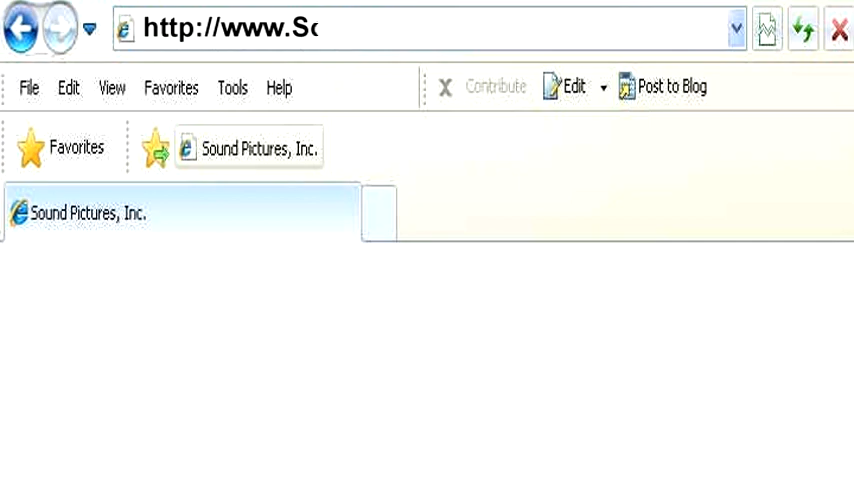 http://www.So
File Edit View Favorites Tools Help
Contribute Edit Post to Blog
Favorites
Sound Pictures, Inc.
Sound Pictures, Inc.